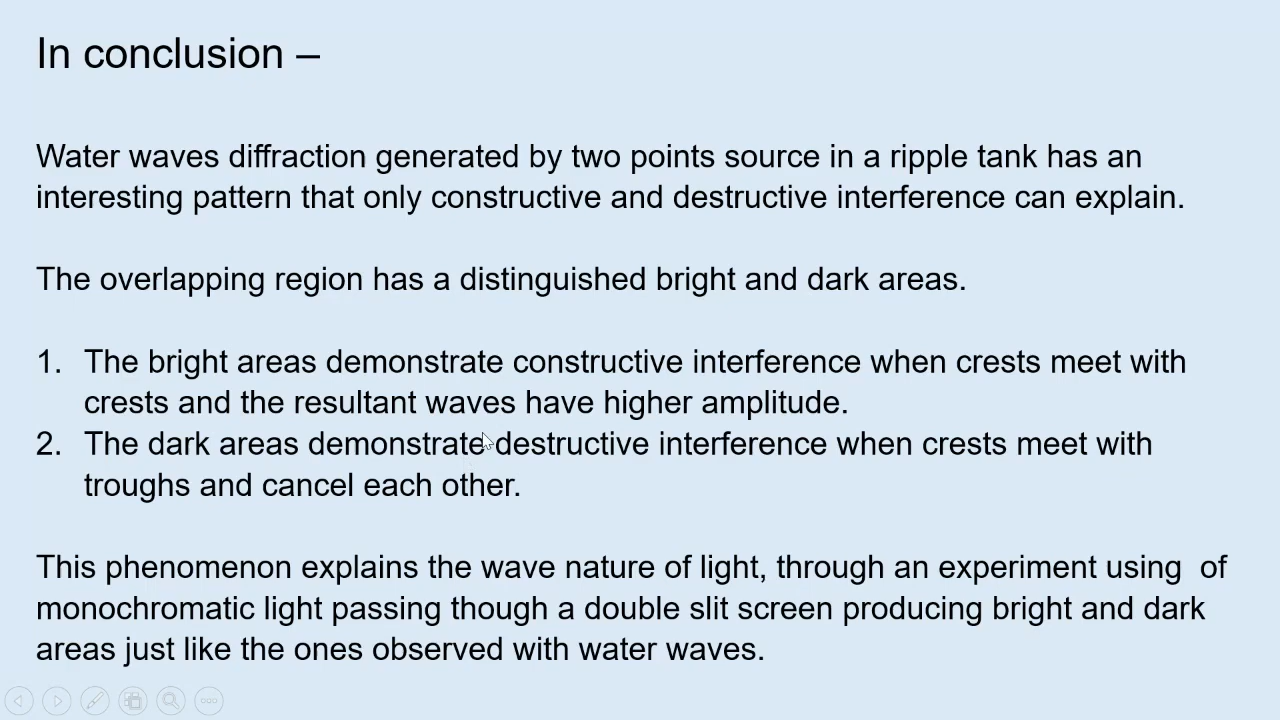 In conclusion –
Water waves diffraction generated by two points source in a ripple tank has an
interesting pattern that only constructive and destructive interference can explain.
The overlapping region has a distinguished bright and dark areas.
1. The bright areas demonstrate constructive interference when crests meet with
crests and the resultant waves have higher amplitude.
2. The dark areas demonstrate destructive interference when crests meet with
troughs and cancel each other.
This phenomenon explains the wave nature of light, through an experiment using  of
monochromatic light passing though a double slit screen producing bright and dark
areas just like the ones observed with water waves.